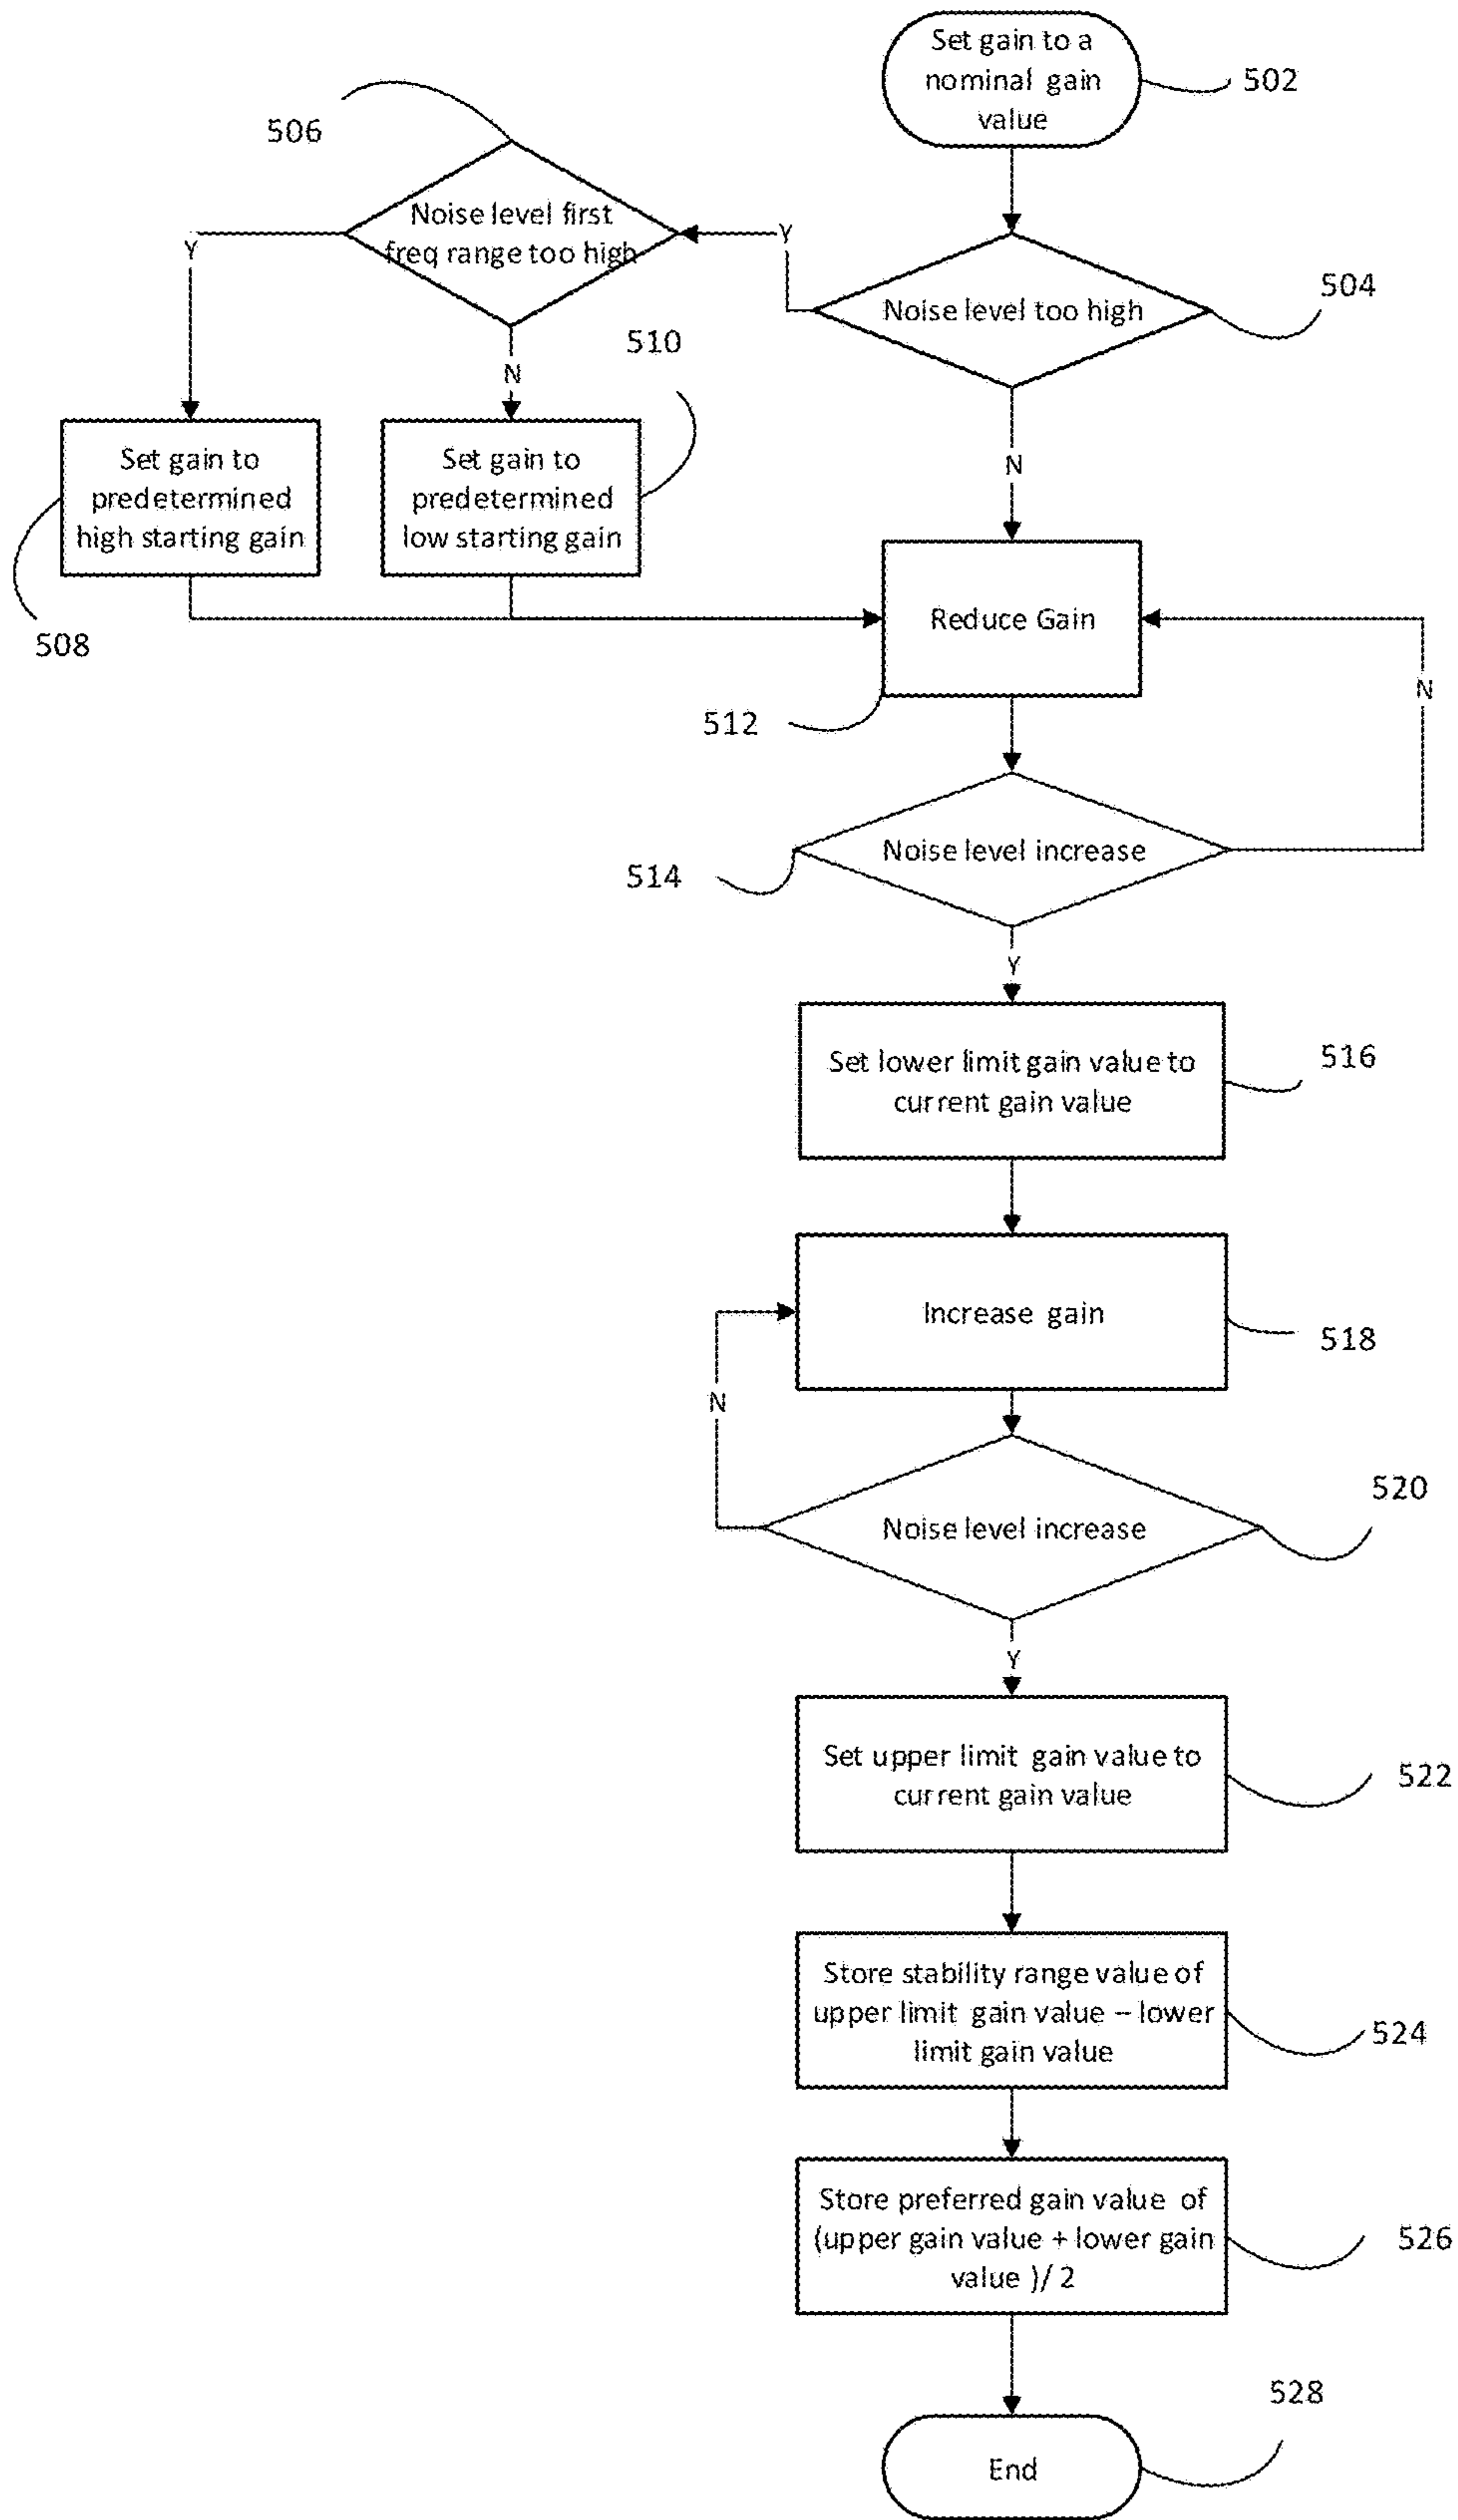 Set gain to a
nominal gain
value
502
506
Noise level first
freq range too high
Y
Y
504
Noise level too high
510
N
N
Set gain to
predetermined
high starting gain
Set gain to
predetermined
low starting gain
508
Reduce Gain
N
512
514
Noise level increase
Y
Set lower limit gain value to
current gain value
516
Increase gain
518
N
520
Noise level increase
Y
Set upper limit gain value to
current gain value
522
Store stability range value of
upper limit gain value – lower
limit gain value
524
Store preferred gain value of
(upper gain value + lower gain
value )/ 2
526
528
End